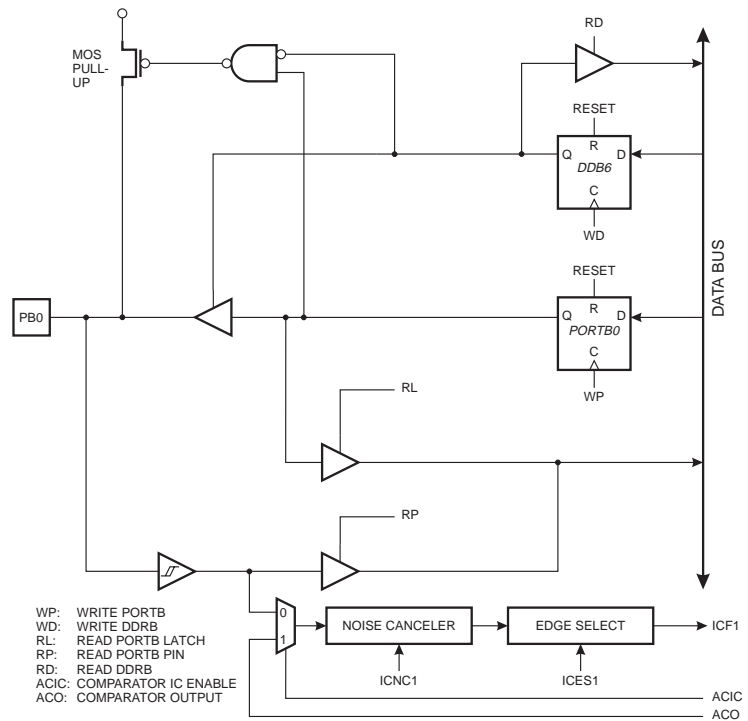 RD
MOS
PULL-
UP
RESET
R
Q
D
DDB6
C
WD
DATA BUS
RESET
R
Q
D
PORTB0
C
WP
PB0
RL
RP
WP: WRITE PORTB
WD: WRITE DDRB
RL: READ PORTB LATCH
RP: READ PORTB PIN
RD: READ DDRB
ACIC: COMPARATOR IC ENABLE
ACO: COMPARATOR OUTPUT
0
1
NOISE CANCELER
EDGE SELECT
ICF1
ICNC1
ICES1
ACIC
ACO